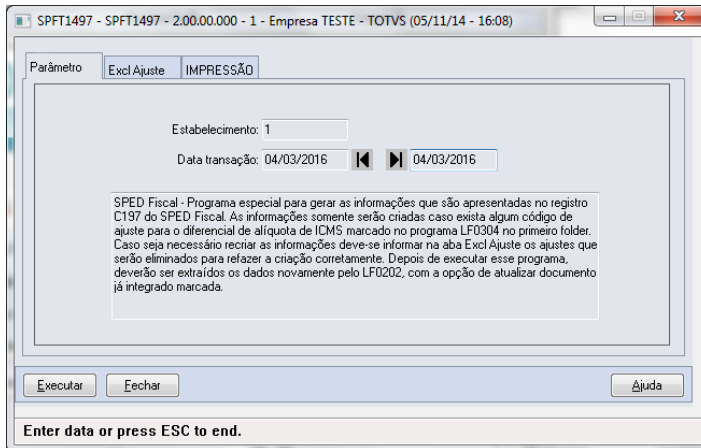 SPFT1497 - SPFT1497 - 2.00.00.000 - 1 - Empresa TESTE - TOTVS (05/11/14 - 16:08)
Parâmetro Excl Ajuste IMPRESSÃO
Estabelecimento: 1
Data transação: 04/03/2016 04/03/2016
SPED Fiscal - Programa especial para gerar as informações que são apresentadas no registro
C197 do SPED Fiscal. As informações somente serão criadas caso exista algum código de
ajuste para o diferencial de alíquota de ICMS marcado no programa LF0304 no primeiro folder.
Caso seja necessário recriar as informações deve-se informar na aba Excl Ajuste os ajustes que
serão eliminados para refazer a criação corretamente. Depois de executar esse programa,
deverão ser extraídos os dados novamente pelo LF0202, com a opção de atualizar documento
já integrado marcada.
Executar Fechar Ajuda
Enter data or press ESC to end.